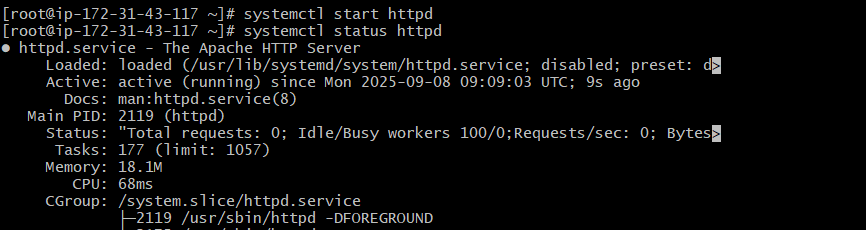 [root@ip-172-31-43-117 ~]# systemctl start httpd
[root@ip-172-31-43-117 ~]# systemctl status httpd
● httpd.service - The Apache HTTP Server
     Loaded: loaded (/usr/lib/systemd/system/httpd.service; disabled; preset: d>
     Active: active (running) since Mon 2025-09-08 09:09:03 UTC; 9s ago
       Docs: man:httpd.service(8)
   Main PID: 2119 (httpd)
     Status: "Total requests: 0; Idle/Busy workers 100/0;Requests/sec: 0; Bytes>
      Tasks: 177 (limit: 1057)
     Memory: 18.1M
        CPU: 68ms
     CGroup: /system.slice/httpd.service
             ├─2119 /usr/sbin/httpd -DFOREGROUND